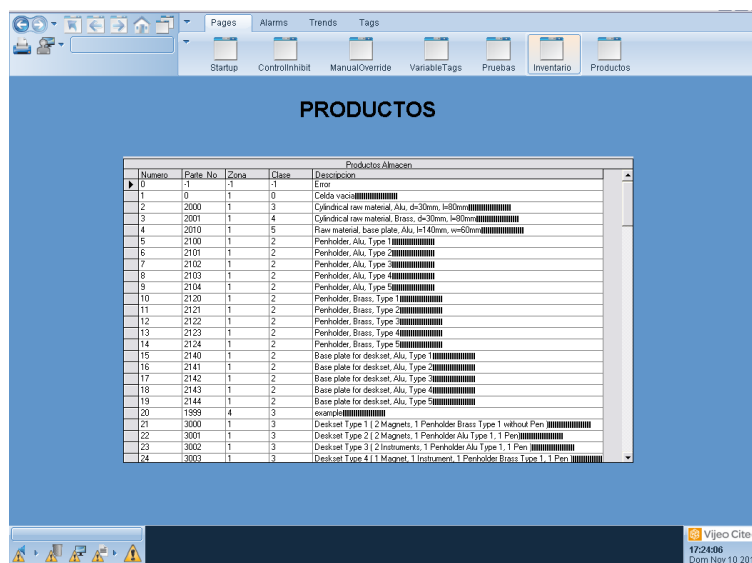 Pages Alarms Trends Tags
Startup ControlInhibit ManualOverride VariableTags Pruebas Inventario Productos
PRODUCTOS
Productos Almacen
Numero Parte_No Zona Clase Descripcion
0 -1 -1 -1 Error
1 0 1 0 Celda vacia
2 2000 1 3 Cylindrical raw material, Alu, d=30mm, l=80mm
3 2001 1 4 Cylindrical raw material, Brass, d=30mm, l=80mm
4 2010 1 5 Raw material, base plate, Alu, l=140mm, w=60mm
5 2100 1 2 Penholder, Alu, Type 1
6 2101 1 2 Penholder, Alu, Type 2
7 2102 1 2 Penholder, Alu, Type 3
8 2103 1 2 Penholder, Alu, Type 4
9 2104 1 2 Penholder, Alu, Type 5
10 2120 1 2 Penholder, Brass, Type 1
11 2121 1 2 Penholder, Brass, Type 2
12 2122 1 2 Penholder, Brass, Type 3
13 2123 1 2 Penholder, Brass, Type 4
14 2124 1 2 Penholder, Brass, Type 5
15 2140 1 2 Base plate for deskset, Alu, Type 1
16 2141 1 2 Base plate for deskset, Alu, Type 2
17 2142 1 2 Base plate for deskset, Alu, Type 3
18 2143 1 2 Base plate for deskset, Alu, Type 4
19 2144 1 2 Base plate for deskset, Alu, Type 5
20 1999 4 3 example
21 3000 1 3 Deskset Type 1 ( 2 Magnets, 1 Penholder Brass Type 1 without Pen )
22 3001 1 3 Deskset Type 2 ( 2 Magnets, 1 Penholder Alu Type 1, 1 Pen)
23 3002 1 3 Deskset Type 3 ( 2 Instruments, 1 Penholder Alu Type 1, 1 Pen )
24 3003 1 3 Deskset Type 4 ( 1 Magnet, 1 Instrument, 1 Penholder Brass Type 1, 1 Pen )
Vijeo Cite
17:24:06
Dom Nov 10 201